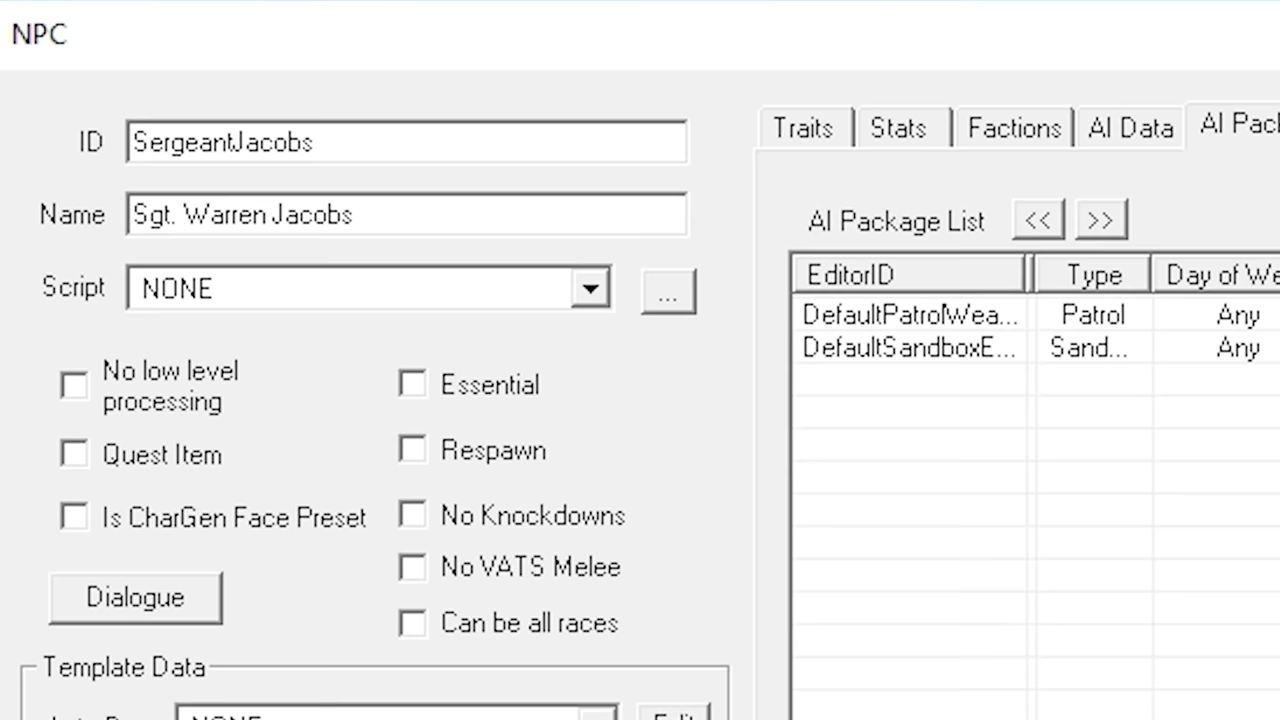 NPC
ID SergeantJacobs
Name Sgt. Warren Jacobs
Script NONE ...
No low level
processing
Quest Item
Is CharGen Face Preset
Essential
Respawn
No Knockdowns
No VATS Melee
Can be all races
Dialogue
Template Data
NONE Edit
Traits Stats Factions AI Data AI Pack
AI Package List << >>
EditorID Type Day of We
DefaultPatrolWea... Patrol Any
DefaultSandboxE... Sand... Any